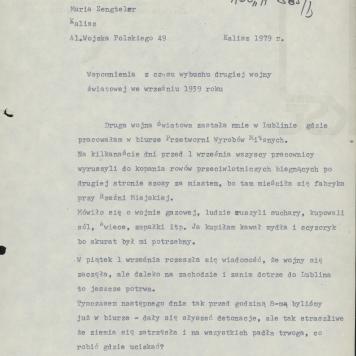 Maria Zengteler
Kalisz
Al.Wojska Polskiego 49 Kalisz 1979 r.
Wspomnienia z czasu wybuchu drugiej wojny
światowej we wrześniu 1939 roku
Druga wojna światowa zastała mnie w Lublinie gdzie
pracowałam w biurze Przetworni Wyrobów
Na kilkanaście dni przed 1 września wszyscy pracownicy
wyruszyli do kopania rowów przeciwlotniczych biegnących po
drugiej stronie szosy za miastem, bo tam mieściła się fabryka
przy Rzeźni Miejskiej.
Mówiło się o wojnie gazowej, ludzie suszyli suchary, kupowali
sól, świece, zapałki itp. Ja kupiłam kawał mydła i scyzoryk
bo akurat był mi potrzebny.
W piątek 1 września rozeszła się wiadomość, że wojny się
zaczęła, ale daleko na zachodzie i zanim dotrze do Lublina
to jeszcze potrwa.
Tymczasem następnego dnia tak przed godziną 8-mą byliśmy
już w biurze - dały się słyszeć detonacje, ale tak straszliwe
że ziemia się zatrzęsła i na wszystkich padła trwoga, co
robić gdzie uciekać?